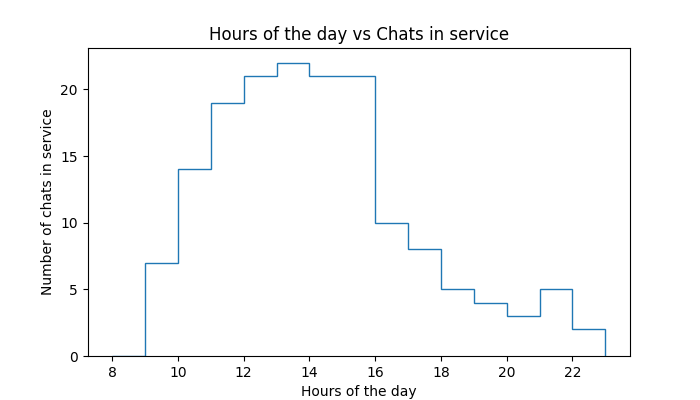 Hours of the day vs Chats in service
Number of chats in service
20
15
10
5
0
8 10 12 14 16 18 20 22
Hours of the day